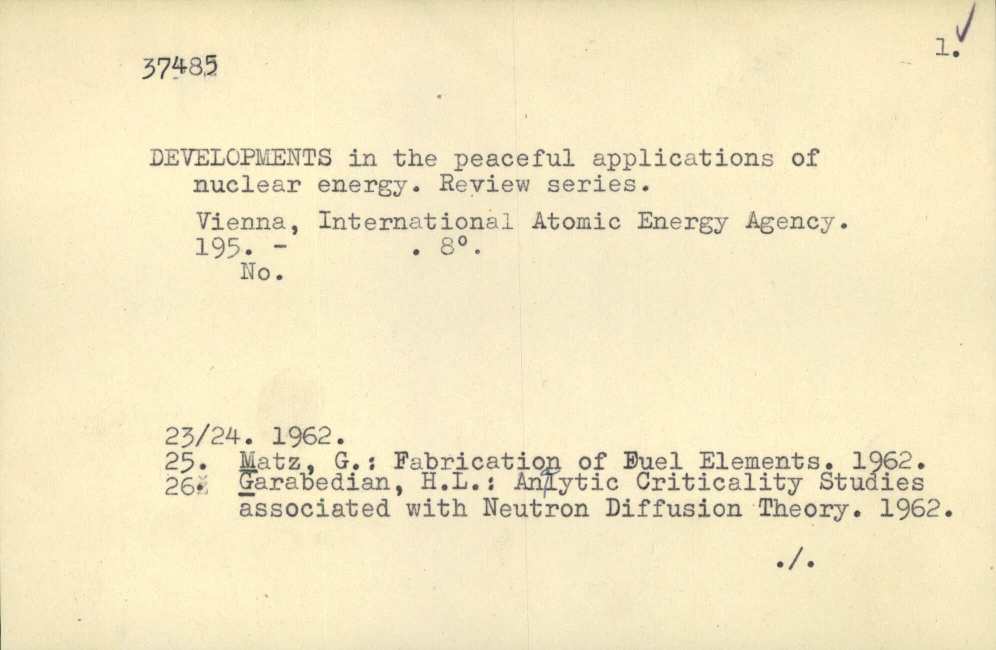 1.✓
37485
DEVELOPMENTS in the peaceful applications of
nuclear energy. Review series.
Vienna, International Atomic Energy Agency.
195. -          . 8°.
No.
23/24. 1962.
25. Matz, G.: Fabrication of Fuel Elements. 1962.
26. Garabedian, H.L.: Analytic Criticality Studies
associated with Neutron Diffusion Theory. 1962.
./.